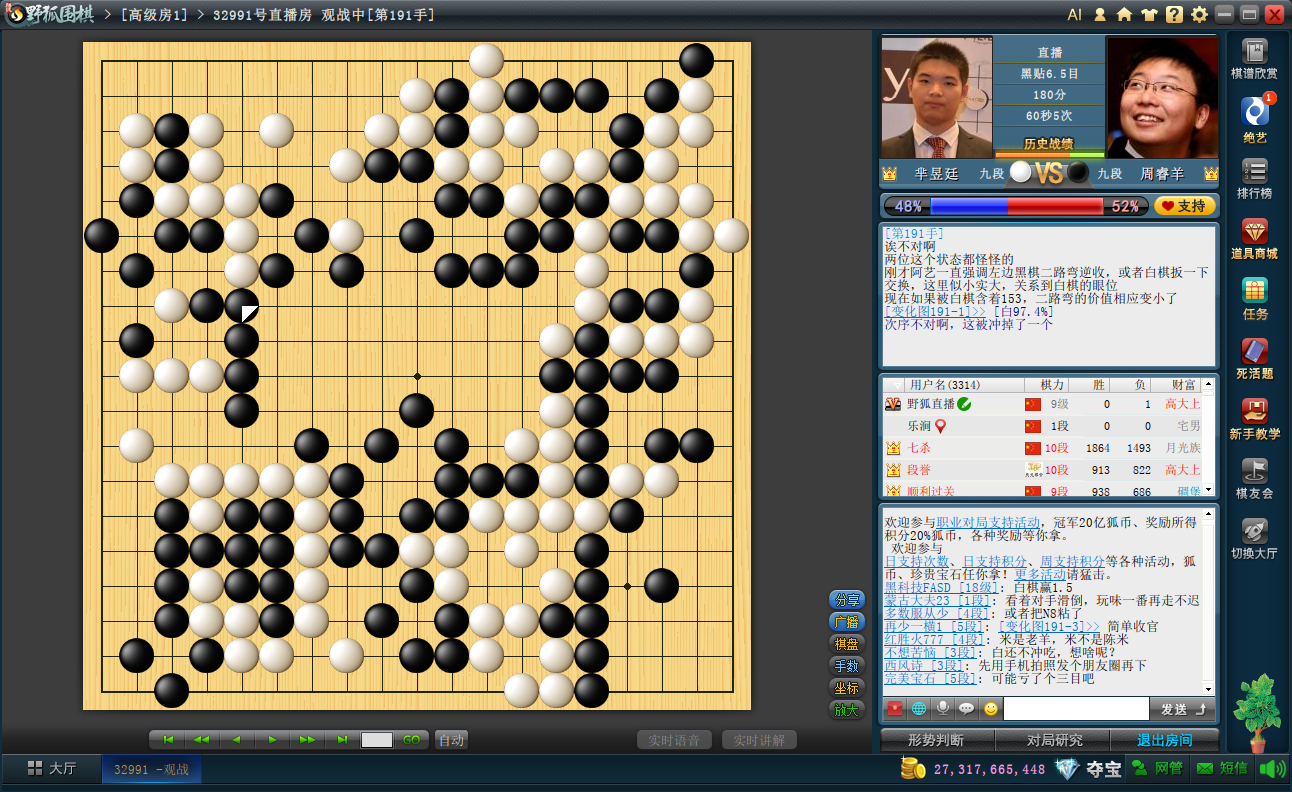 野狐围棋 > [高级房1] > 32991号直播房 观战中[第191手]
AI
直播
黑贴6.5目
180分
60秒5次
历史战绩
芈昱廷 九段 VS 九段 周睿羊
48% 52% 支持
[第191手]
诶不对啊
两位这个状态都怪怪的
刚才阿艺一直强调左边黑棋二路弯逆收，或者白棋扳一下
交换，这里似小实大，关系到白棋的眼位
现在如果被白棋含着153，二路弯的价值相应变小了
[变化图191-1]>> [白97.4%]
次序不对啊，这被冲掉了一个
用户名(3314) 棋力 胜 负 财富
野狐直播 9级 0 1 高大上
乐涧 1段 0 0 宅男
七杀 10段 1864 1493 月光族
段誉 10段 913 822 高大上
顺利过关 9段 938 686 碉堡
欢迎参与职业对局支持活动，冠军20亿狐币、奖励所得
积分20%狐币，各种奖励等你拿。
欢迎参与
日支持次数、日支持积分、周支持积分等各种活动，狐
币、珍贵宝石任你拿！更多活动请猛击。
黑科技FASD [18级]: 白棋赢1.5
蒙古大夫23 [1段]: 看着对手滑倒，玩味一番再走不迟
多数服从少 [4段]: 或者把N8粘了
再少一横1 [5段]: [变化图191-3]>> 简单收官
红胜火777 [4段]: 米是老羊，米不是陈米
不想苦恼 [3段]: 白还不冲吃，想啥呢？
西风诗 [3段]: 先用手机拍照发个朋友圈再下
完美宝石 [5段]: 可能亏了个三目吧
发送
形势判断 对局研究 退出房间
棋谱欣赏
1
绝艺
排行榜
道具商城
任务
死活题
新手教学
棋友会
切换大厅
分享
广播
棋盘
手数
坐标
放大
GO 自动 实时语音 实时讲解
大厅 32991 -观战 27,317,665,448 夺宝 网管 短信